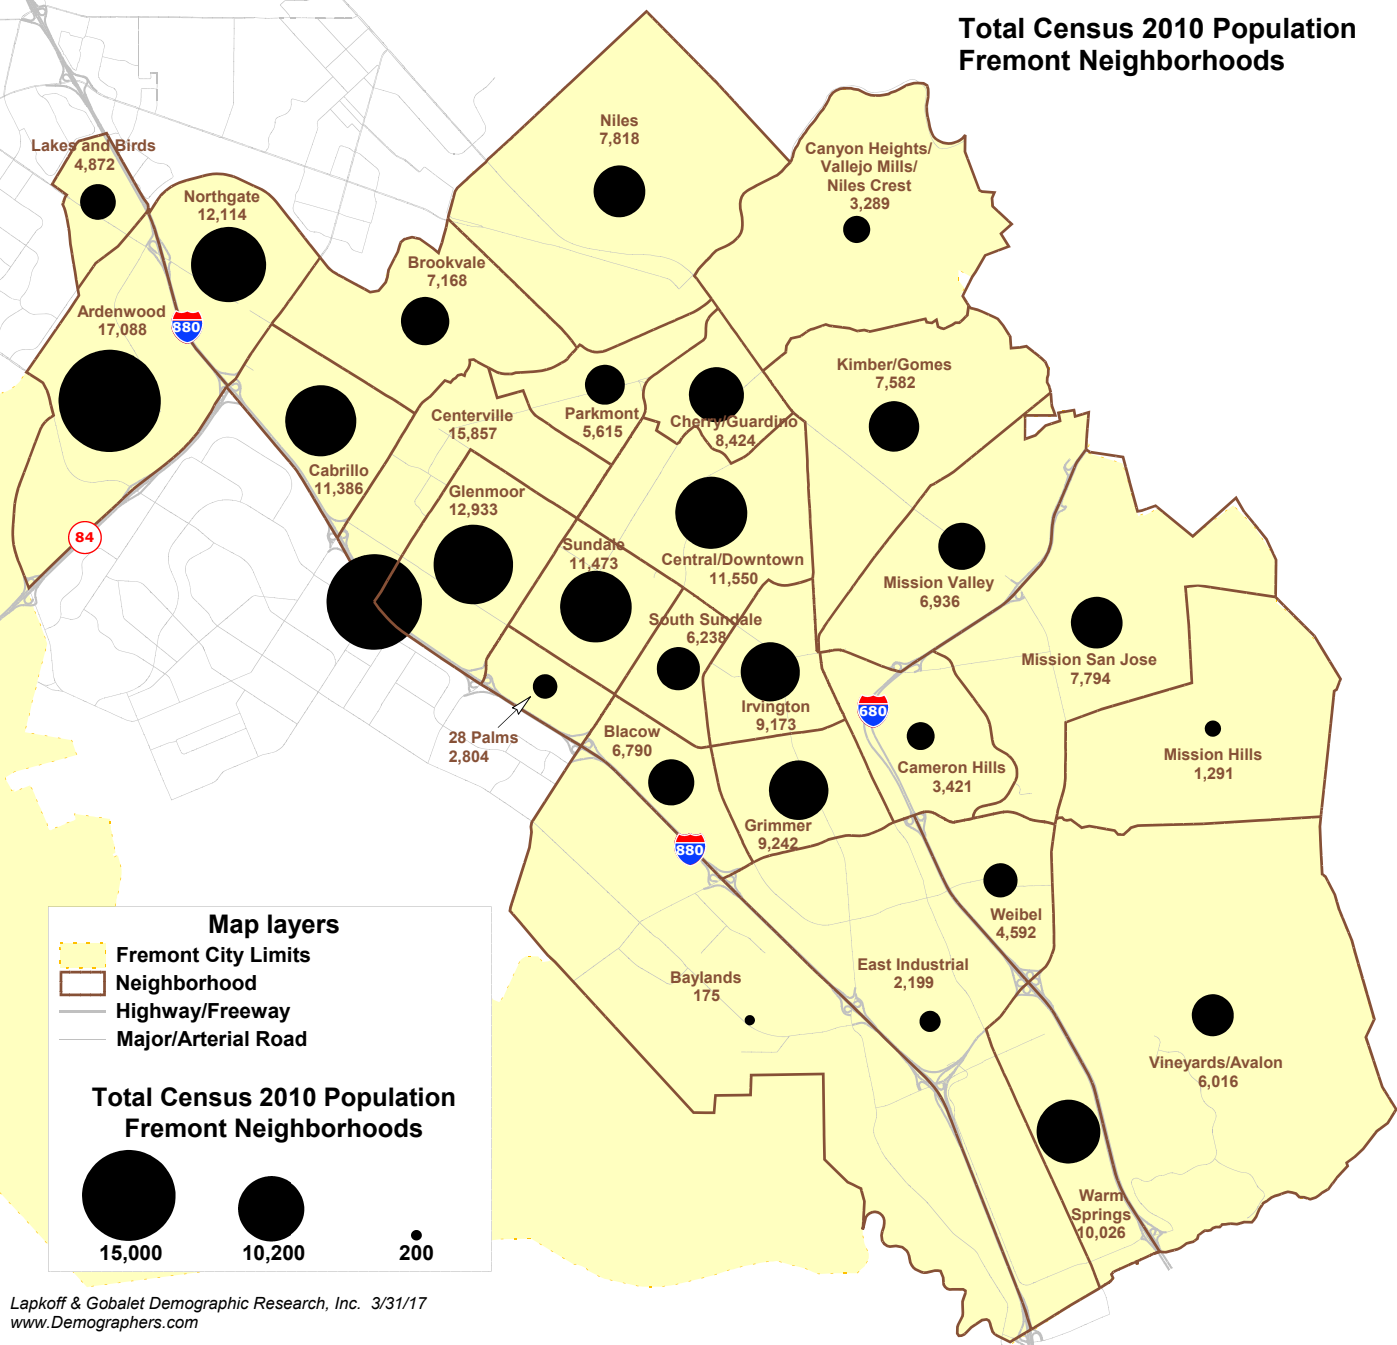 Total Census 2010 Population
Fremont Neighborhoods
Lakes and Birds
4,872
Northgate
12,114
Niles
7,818
Canyon Heights/
Vallejo Mills/
Niles Crest
3,289
Brookvale
7,168
Ardenwood
17,088
880
Kimber/Gomes
7,582
Centerville
15,857
Parkmont
5,615
Cherry/Guardino
8,424
Cabrillo
11,386
Glenmoor
12,933
84
Sundale
11,473
Central/Downtown
11,550
Mission Valley
6,936
South Sundale
6,238
Mission San Jose
7,794
Irvington
9,173
680
28 Palms
2,804
Blacow
6,790
Cameron Hills
3,421
Mission Hills
1,291
Grimmer
9,242
880
Weibel
4,592
Baylands
175
East Industrial
2,199
Vineyards/Avalon
6,016
Warm
Springs
10,026
Map layers
Fremont City Limits
Neighborhood
Highway/Freeway
Major/Arterial Road
Total Census 2010 Population
Fremont Neighborhoods
15,000
10,200
200
Lapkoff & Gobalet Demographic Research, Inc. 3/31/17
www.Demographers.com